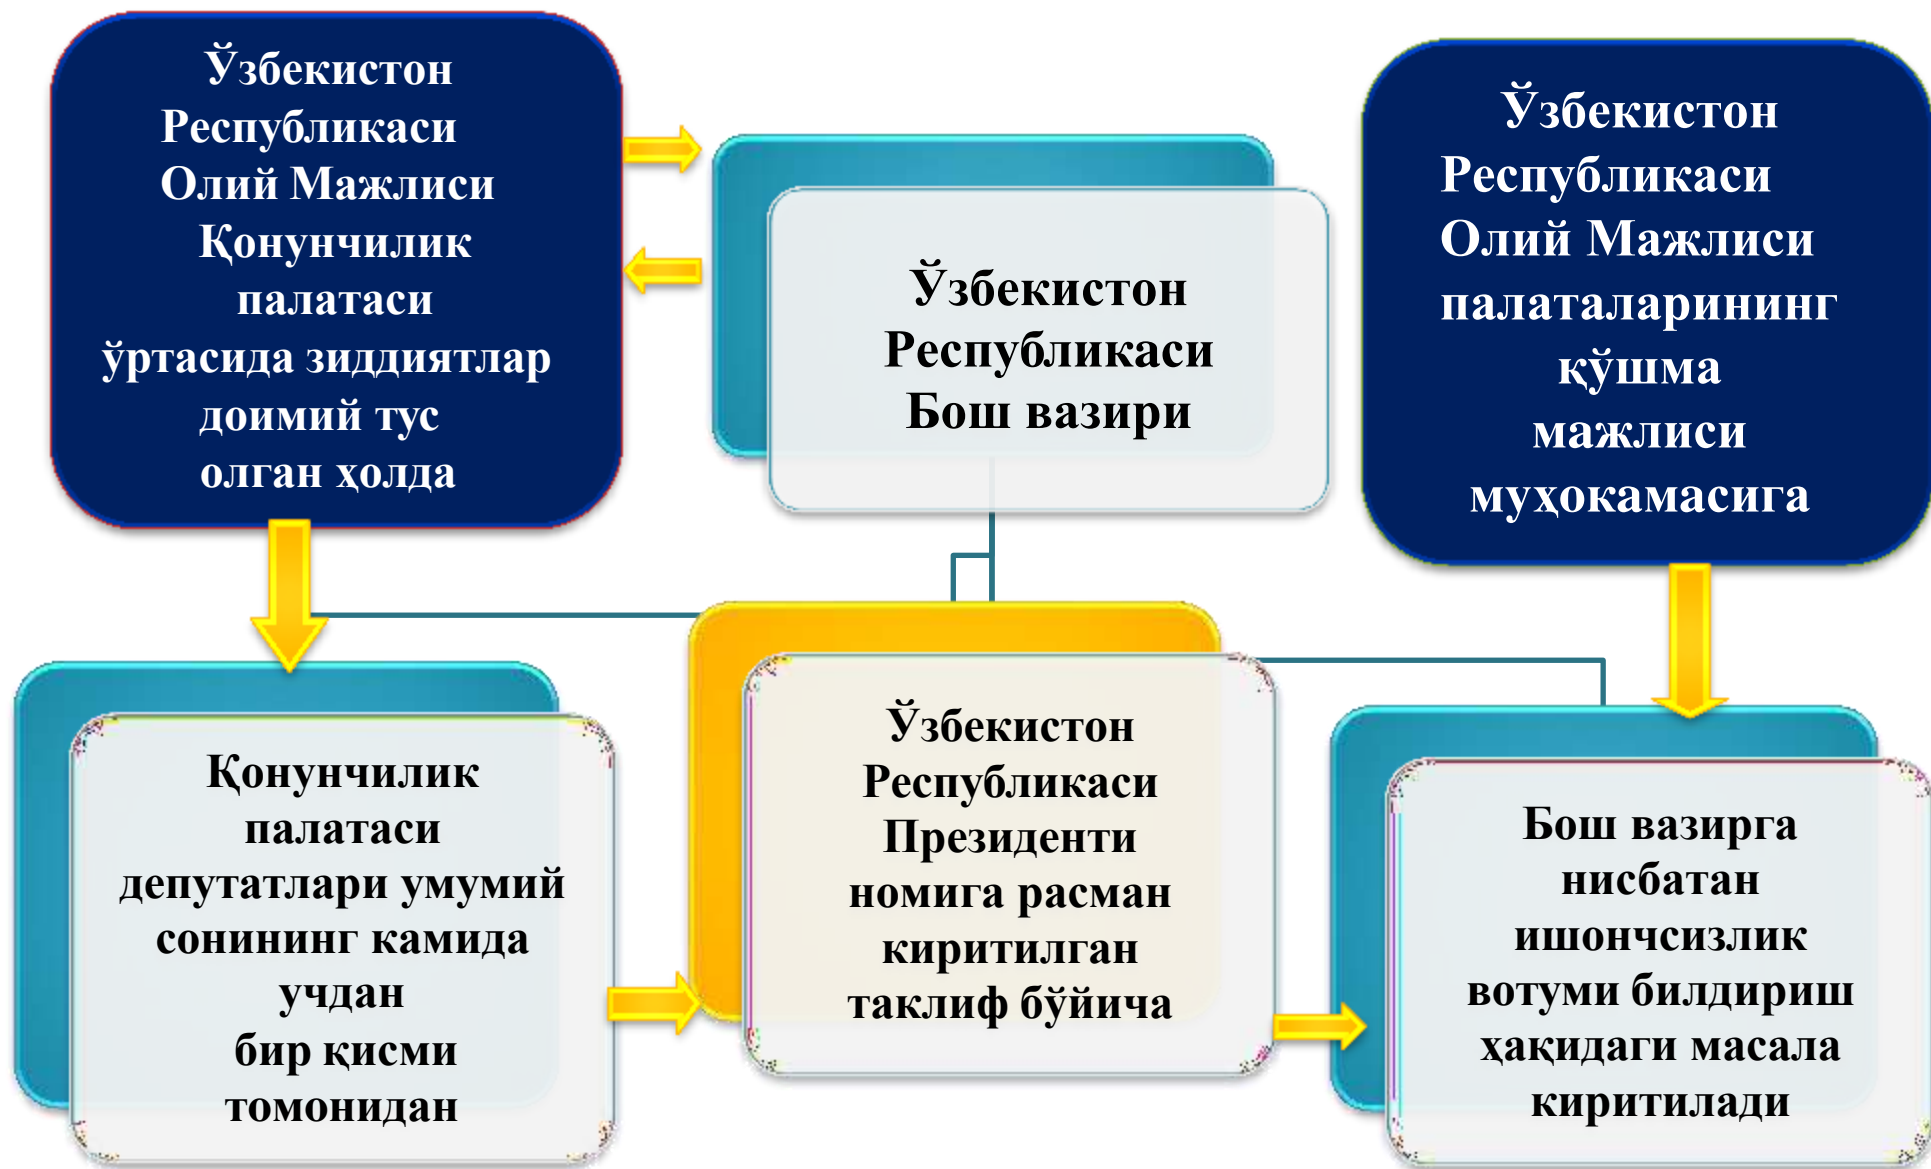 Ўзбекистон
Республикаси
Олий Мажлиси
Қонунчилик
палатаси
ўртасида зиддиятлар
доимий тус
олган ҳолда
Ўзбекистон
Республикаси
Бош вазири
Ўзбекистон
Республикаси
Олий Мажлиси
палаталарининг
қўшма
мажлиси
муҳокамасига
Қонунчилик
палатаси
депутатлари умумий
сонининг камида
учдан
бир қисми
томонидан
Ўзбекистон
Республикаси
Президенти
номига расман
киритилган
таклиф бўйича
Бош вазирга
нисбатан
ишончсизлик
вотуми билдириш
ҳақидаги масала
киритилади